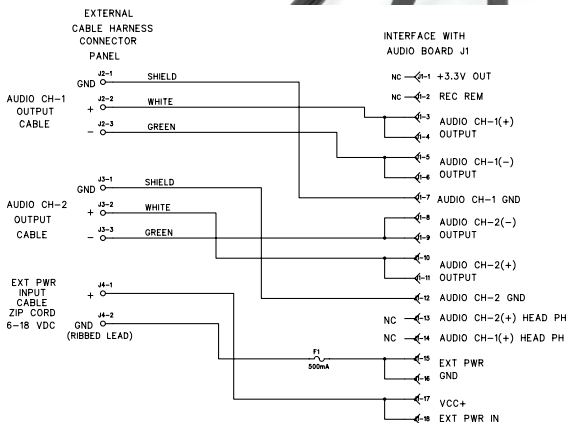 EXTERNAL
CABLE HARNESS
CONNECTOR
PANEL
INTERFACE WITH
AUDIO BOARD J1
AUDIO CH-1
OUTPUT
CABLE
GND J2-1 SHIELD
+ J2-2 WHITE
- J2-3 GREEN
AUDIO CH-2
OUTPUT
CABLE
GND J3-1 SHIELD
+ J3-2 WHITE
- J3-3 GREEN
EXT PWR
INPUT
CABLE
ZIP CORD
6-18 VDC
+ J4-1
J4-2
GND
(RIBBED LEAD)
F1
500mA
NC J1-1 +3.3V OUT
NC J1-2 REC REM
J1-3
AUDIO CH-1(+)
J1-4 OUTPUT
J1-5
AUDIO CH-1(-)
J1-6 OUTPUT
J1-7 AUDIO CH-1 GND
J1-8
AUDIO CH-2(-)
J1-9 OUTPUT
J1-10
AUDIO CH-2(+)
J1-11 OUTPUT
J1-12 AUDIO CH-2 GND
NC J1-13 AUDIO CH-2(+) HEAD PH
NC J1-14 AUDIO CH-1(+) HEAD PH
J1-15
EXT PWR
J1-16 GND
J1-17
VCC+
J1-18 EXT PWR IN